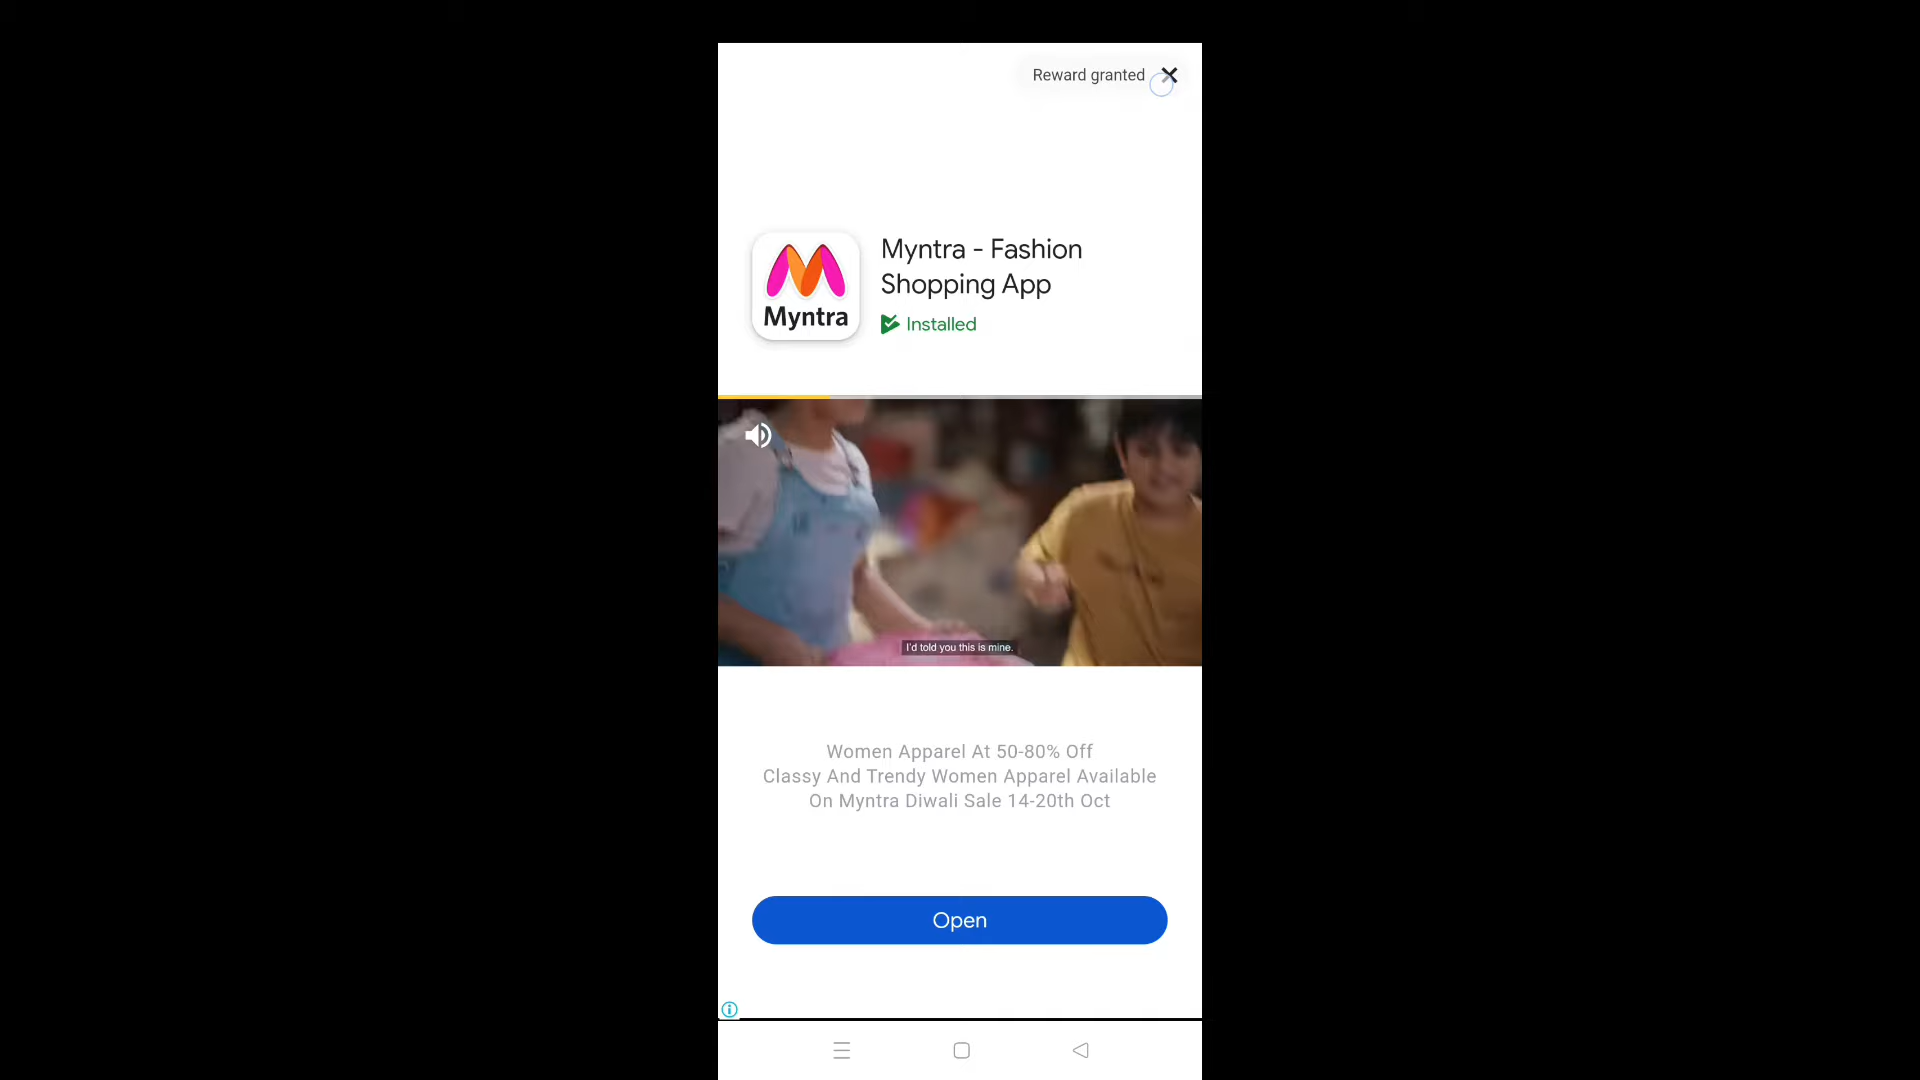 Reward granted
Myntra - Fashion
Shopping App
Myntra
Installed
I'd told you this is mine.
Women Apparel At 50-80% Off
Classy And Trendy Women Apparel Available
On Myntra Diwali Sale 14-20th Oct
Open